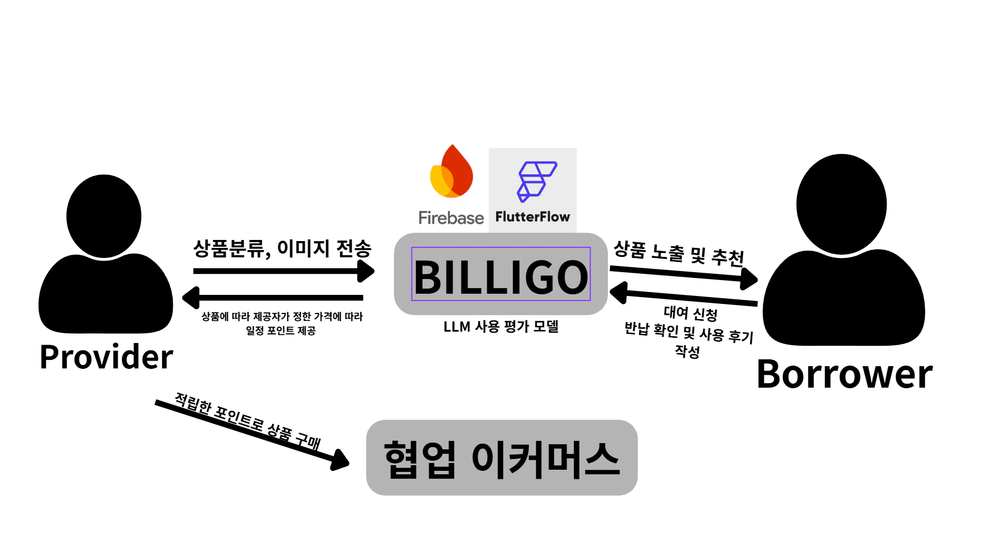 Firebase
FlutterFlow
상품분류, 이미지 전송
BILLIGO
상품 노출 및 추천
상품에 따라 제공자가 정한 가격에 따라
일정 포인트 제공
LLM 사용 평가 모델
대여 신청
반납 확인 및 사용 후기
작성
Provider
Borrower
적립한 포인트로 상품 구매
협업 이커머스